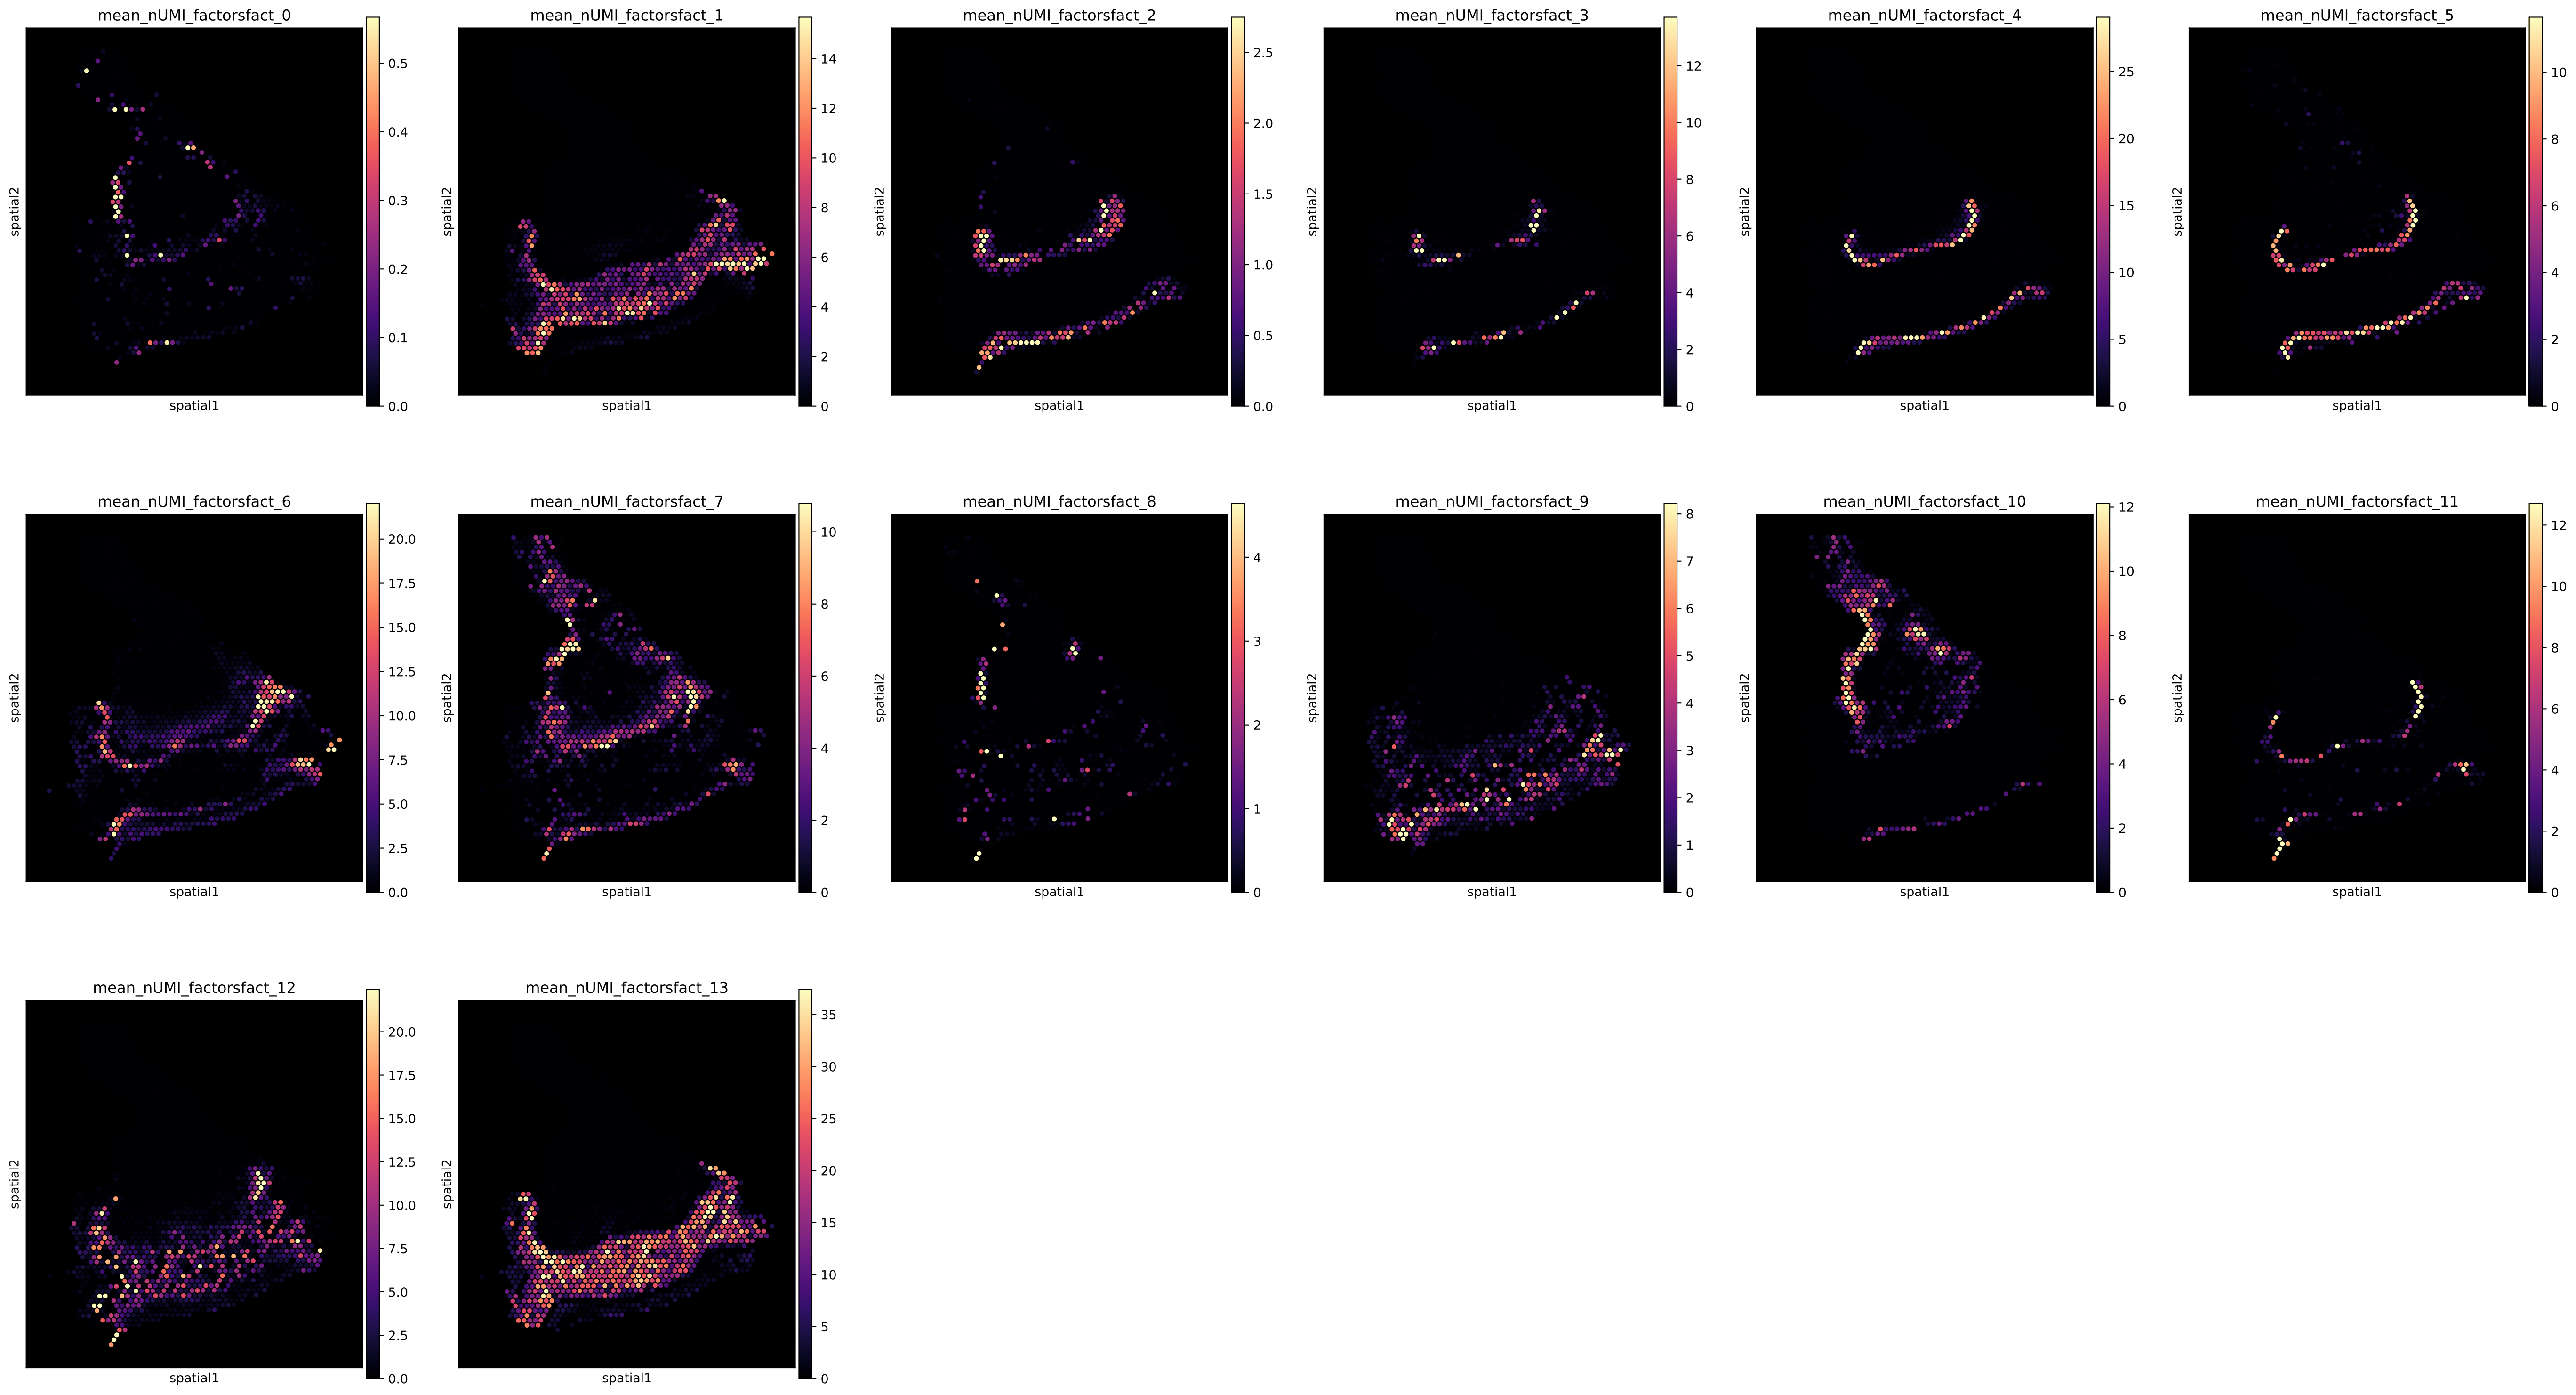 mean_nUMI_factorsfact_0
0.5
0.4
0.3
0.2
0.1
0.0
spatial2
spatial1
mean_nUMI_factorsfact_1
14
12
10
8
6
4
2
0
spatial2
spatial1
mean_nUMI_factorsfact_2
2.5
2.0
1.5
1.0
0.5
0.0
spatial2
spatial1
mean_nUMI_factorsfact_3
12
10
8
6
4
2
0
spatial2
spatial1
mean_nUMI_factorsfact_4
25
20
15
10
5
0
spatial2
spatial1
mean_nUMI_factorsfact_5
10
8
6
4
2
0
spatial2
spatial1
mean_nUMI_factorsfact_6
20.0
17.5
15.0
12.5
10.0
7.5
5.0
2.5
0.0
spatial2
spatial1
mean_nUMI_factorsfact_7
10
8
6
4
2
0
spatial2
spatial1
mean_nUMI_factorsfact_8
4
3
2
1
0
spatial2
spatial1
mean_nUMI_factorsfact_9
8
7
6
5
4
3
2
1
0
spatial2
spatial1
mean_nUMI_factorsfact_10
12
10
8
6
4
2
0
spatial2
spatial1
mean_nUMI_factorsfact_11
12
10
8
6
4
2
0
spatial2
spatial1
mean_nUMI_factorsfact_12
20.0
17.5
15.0
12.5
10.0
7.5
5.0
2.5
0.0
spatial2
spatial1
mean_nUMI_factorsfact_13
35
30
25
20
15
10
5
0
spatial2
spatial1